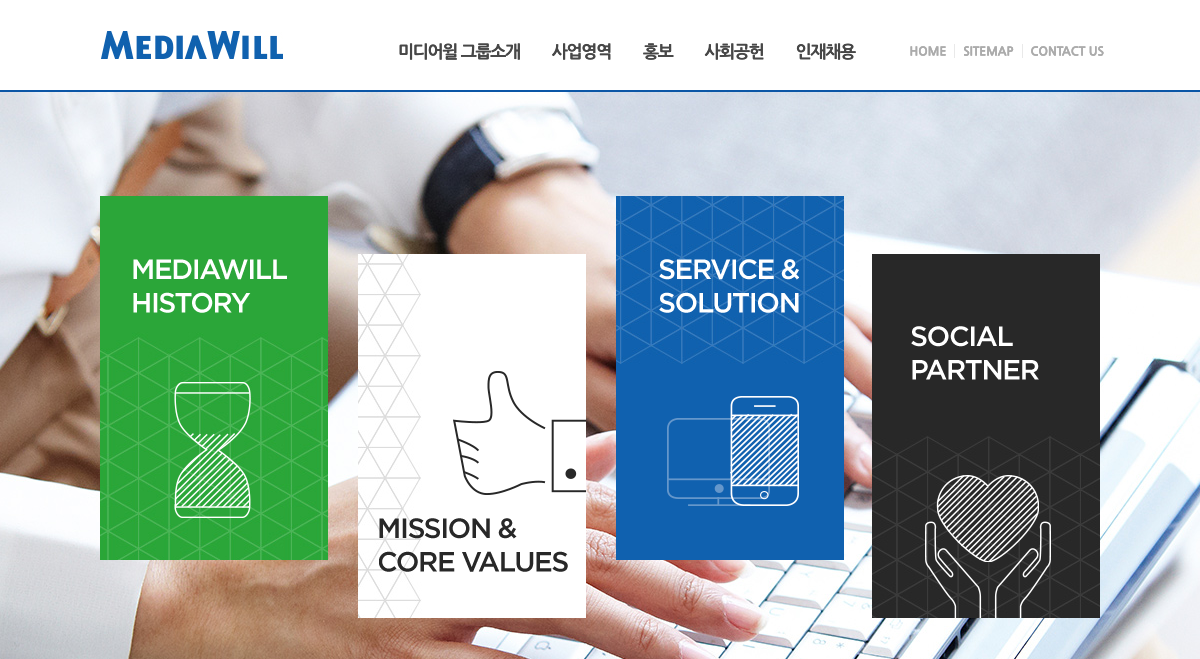 MEDIAWILL
미디어윌 그룹소개 사업영역 홍보 사회공헌 인재채용
HOME SITEMAP CONTACT US
MEDIAWILL
HISTORY
MISSION &
CORE VALUES
SERVICE &
SOLUTION
SOCIAL
PARTNER